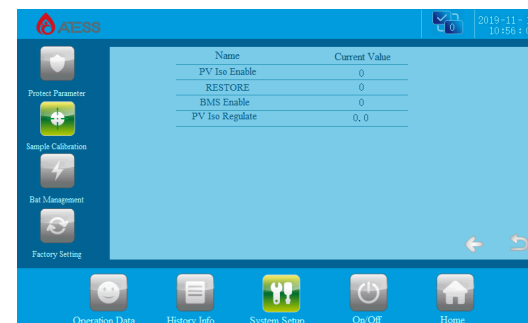 ATESS
0
2019-11-
10:56:
Name Current Value
PV Iso Enable 0
RESTORE 0
BMS Enable 0
PV Iso Regulate 0.0
Protect Parameter
Sample Calibration
Bat Management
Factory Setting
Operation Data History Info System Setup On/Off Home